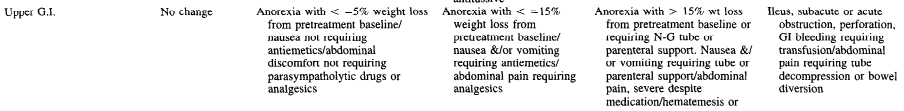 antitussive
Upper G.I.
No change
Anorexia with < −5% weight loss
from pretreatment baseline/
nausea not requiring
antiemetics/abdominal
discomfort not requiring
parasympatholytic drugs or
analgesics
Anorexia with < =15%
weight loss from
pretreatment baseline/
nausea &/or vomiting
requiring antiemetics/
abdominal pain requiring
analgesics
Anorexia with > 15% wt loss
from pretreatment baseline or
requiring N-G tube or
parenteral support. Nausea &/
or vomiting requiring tube or
parenteral support/abdominal
pain, severe despite
medication/hematemesis or
Ileus, subacute or acute
obstruction, perforation,
GI bleeding requiring
transfusion/abdominal
pain requiring tube
decompression or bowel
diversion